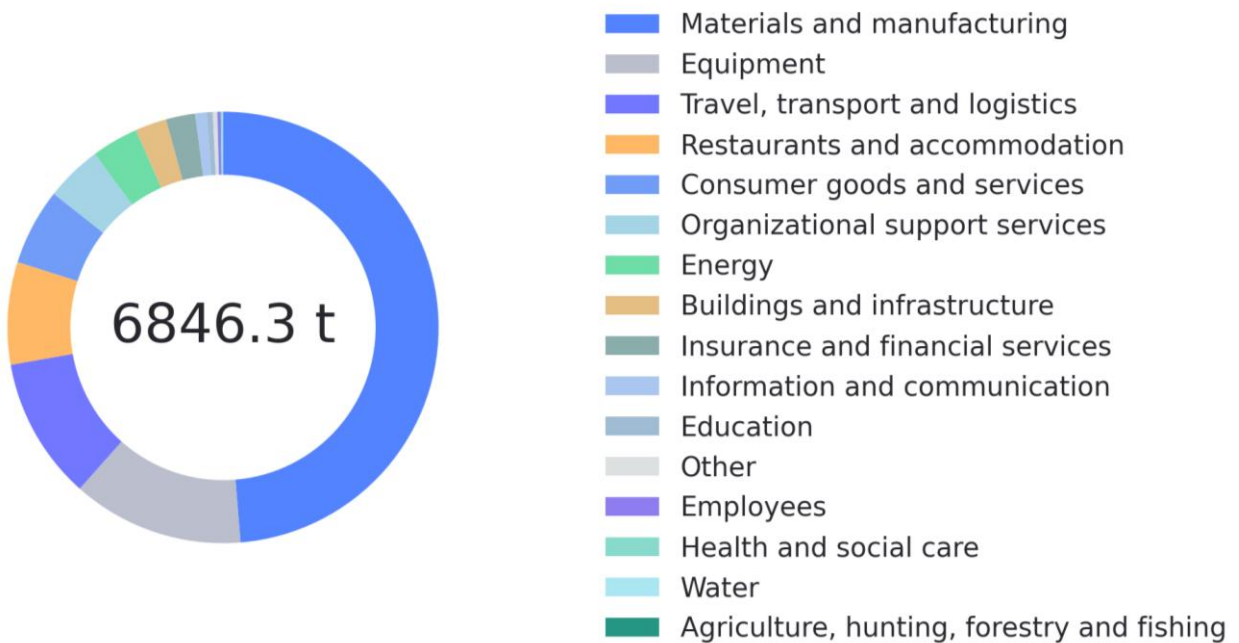 6846.3 t
Materials and manufacturing
Equipment
Travel, transport and logistics
Restaurants and accommodation
Consumer goods and services
Organizational support services
Energy
Buildings and infrastructure
Insurance and financial services
Information and communication
Education
Other
Employees
Health and social care
Water
Agriculture, hunting, forestry and fishing